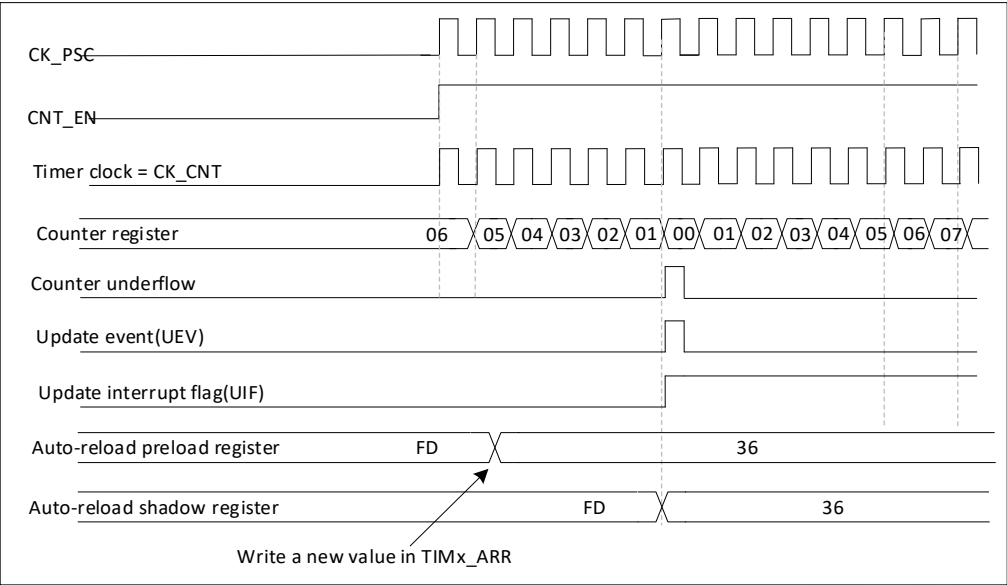 CK_PSC
CNT_EN
Timer clock = CK_CNT
Counter register 06 05 04 03 02 01 00 01 02 03 04 05 06 07
Counter underflow
Update event(UEV)
Update interrupt flag(UIF)
Auto-reload preload register FD 36
Auto-reload shadow register FD 36
Write a new value in TIMx_ARR